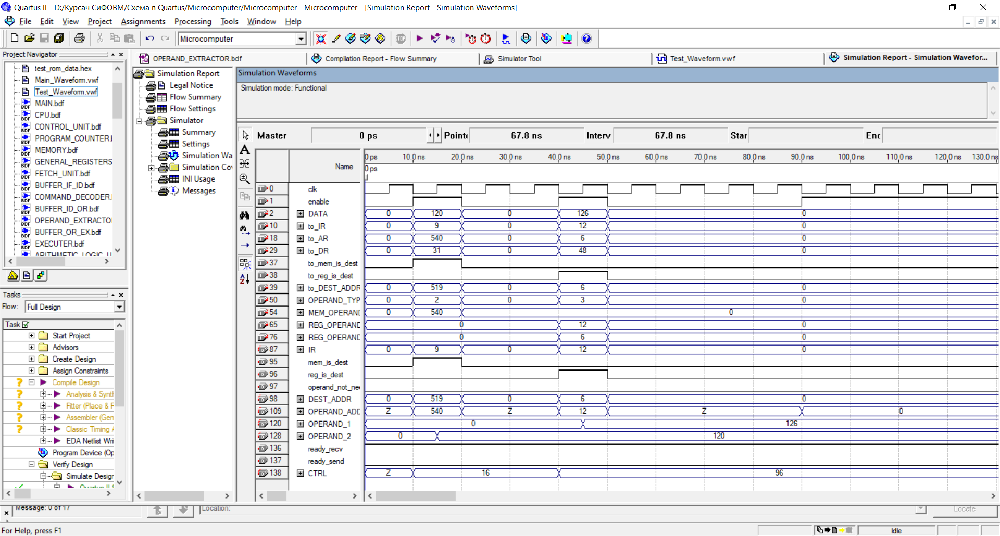 Quartus II - D:/Курсач СиФОВМ/Схема в Quartus/Microcomputer/Microcomputer - Microcomputer - [Simulation Report - Simulation Waveforms]
File Edit View Project Assignments Processing Tools Window Help
Microcomputer
STOP
Project Navigator
test_rom_data.hex
Main_Waveform.vwf
Test_Waveform.vwf
MAIN.bdf
CPU.bdf
CONTROL_UNIT.bdf
PROGRAM_COUNTER.
MEMORY.bdf
GENERAL_REGISTERS
FETCH_UNIT.bdf
BUFFER_IF_ID.bdf
COMMAND_DECODER.
BUFFER_ID_OR.bdf
OPERAND_EXTRACTO
BUFFER_OR_EX.bdf
EXECUTER.bdf
ARITHMETIC_LOGIC_U
Tasks
Flow: Full Design
Task
Start Project
Advisors
Create Design
Assign Constraints
Compile Design
Analysis & Synth
Fitter (Place & F
Assembler (Gen
Classic Timing A
EDA Netlist Wri
Program Device (Op
Verify Design
Simulate Design
Quartus II S
OPERAND_EXTRACTOR.bdf
Compilation Report - Flow Summary
Simulator Tool
Test_Waveform.vwf
Simulation Report - Simulation Wavefor...
Simulation Report
Legal Notice
Flow Summary
Flow Settings
Simulator
Summary
Settings
Simulation Wa
Simulation Cov
INI Usage
Messages
Simulation Waveforms
Simulation mode: Functional
Master 0 ps Pointe 67.8 ns Interv 67.8 ns Star Enc
Name
0 ps 10.0 ns 20.0 ns 30.0 ns 40.0 ns 50.0 ns 60.0 ns 70.0 ns 80.0 ns 90.0 ns 100.0 ns 110.0 ns 120.0 ns 130.0 ns
0 ps
0 clk
1 enable
2 DATA 0 120 0 126 0
10 to_IR 0 9 0 12 0
18 to_AR 0 540 0 6 0
29 to_DR 0 31 0 48 0
37 to_mem_is_dest
38 to_reg_is_dest
39 to_DEST_ADDR 0 519 0 6 0
50 OPERAND_TYP 0 2 0 3 0
54 MEM_OPERAND 0 540 0
65 REG_OPERAND 0 12 0
76 REG_OPERAND 0 6 0
87 IR 0 9 0 12 0
95 mem_is_dest
96 reg_is_dest
97 operand_not_nee
98 DEST_ADDR 0 519 0 6 0
109 OPERAND_ADD Z 540 Z 12 Z 0
120 OPERAND_1 0 126
128 OPERAND_2 0 120
136 ready_recv
137 ready_send
138 CTRL Z 16 96
Message: 0 of 17
Location:
Locate
For Help, press F1
Idle